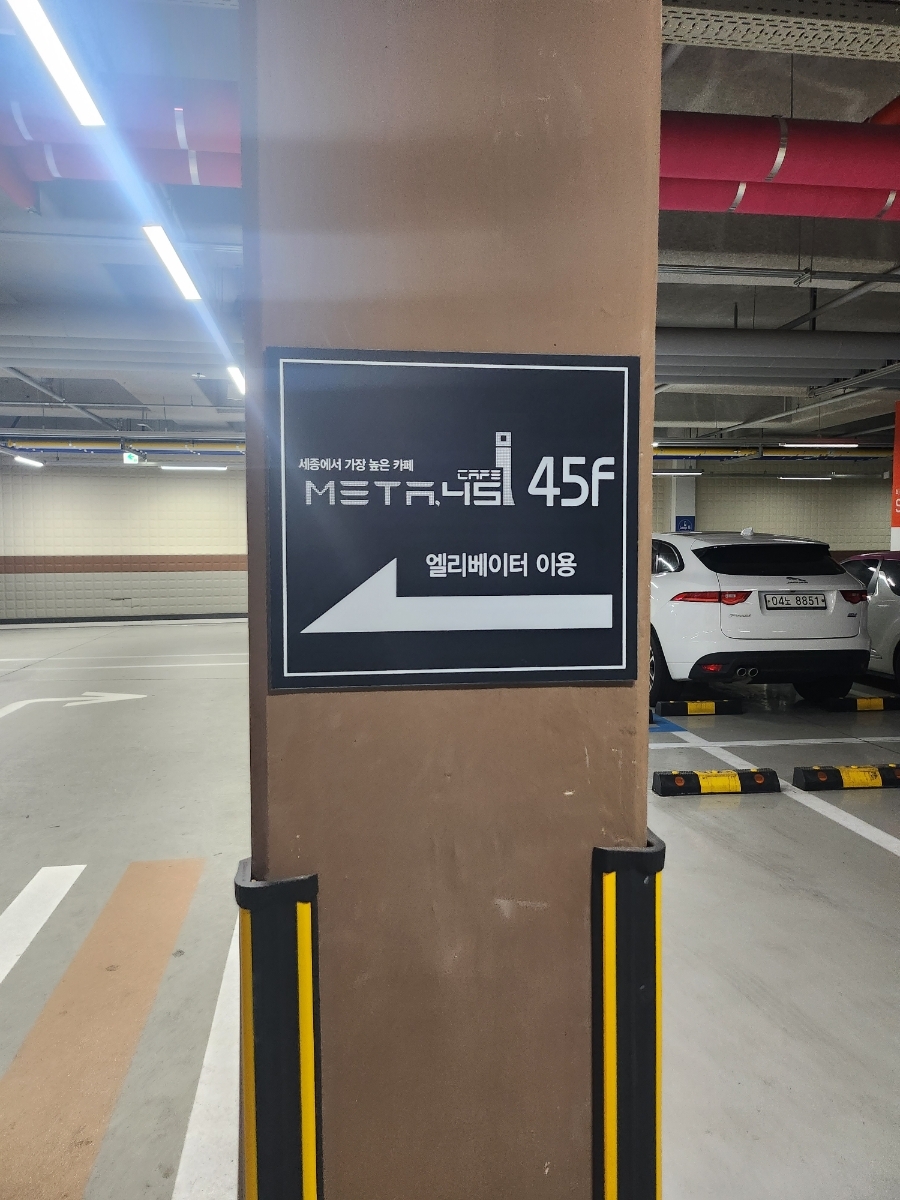 세종에서 가장 높은 카페
CAFE
META,45 45F
엘리베이터 이용
04노 8851